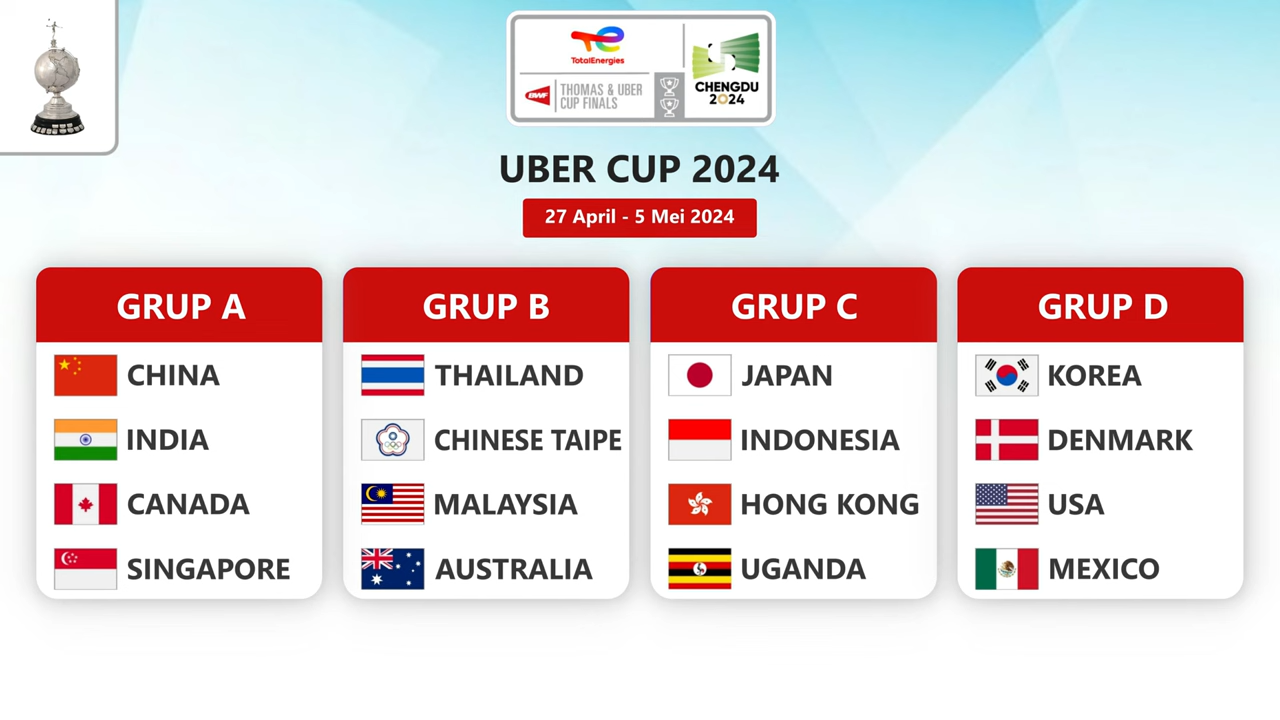 TotalEnergies
BWF
THOMAS & UBER
CUP FINALS
CHENGDU
2024
UBER CUP 2024
27 April - 5 Mei 2024
GRUP A
CHINA
INDIA
CANADA
SINGAPORE
GRUP B
THAILAND
CHINESE TAIPE
MALAYSIA
AUSTRALIA
GRUP C
JAPAN
INDONESIA
HONG KONG
UGANDA
GRUP D
KOREA
DENMARK
USA
MEXICO